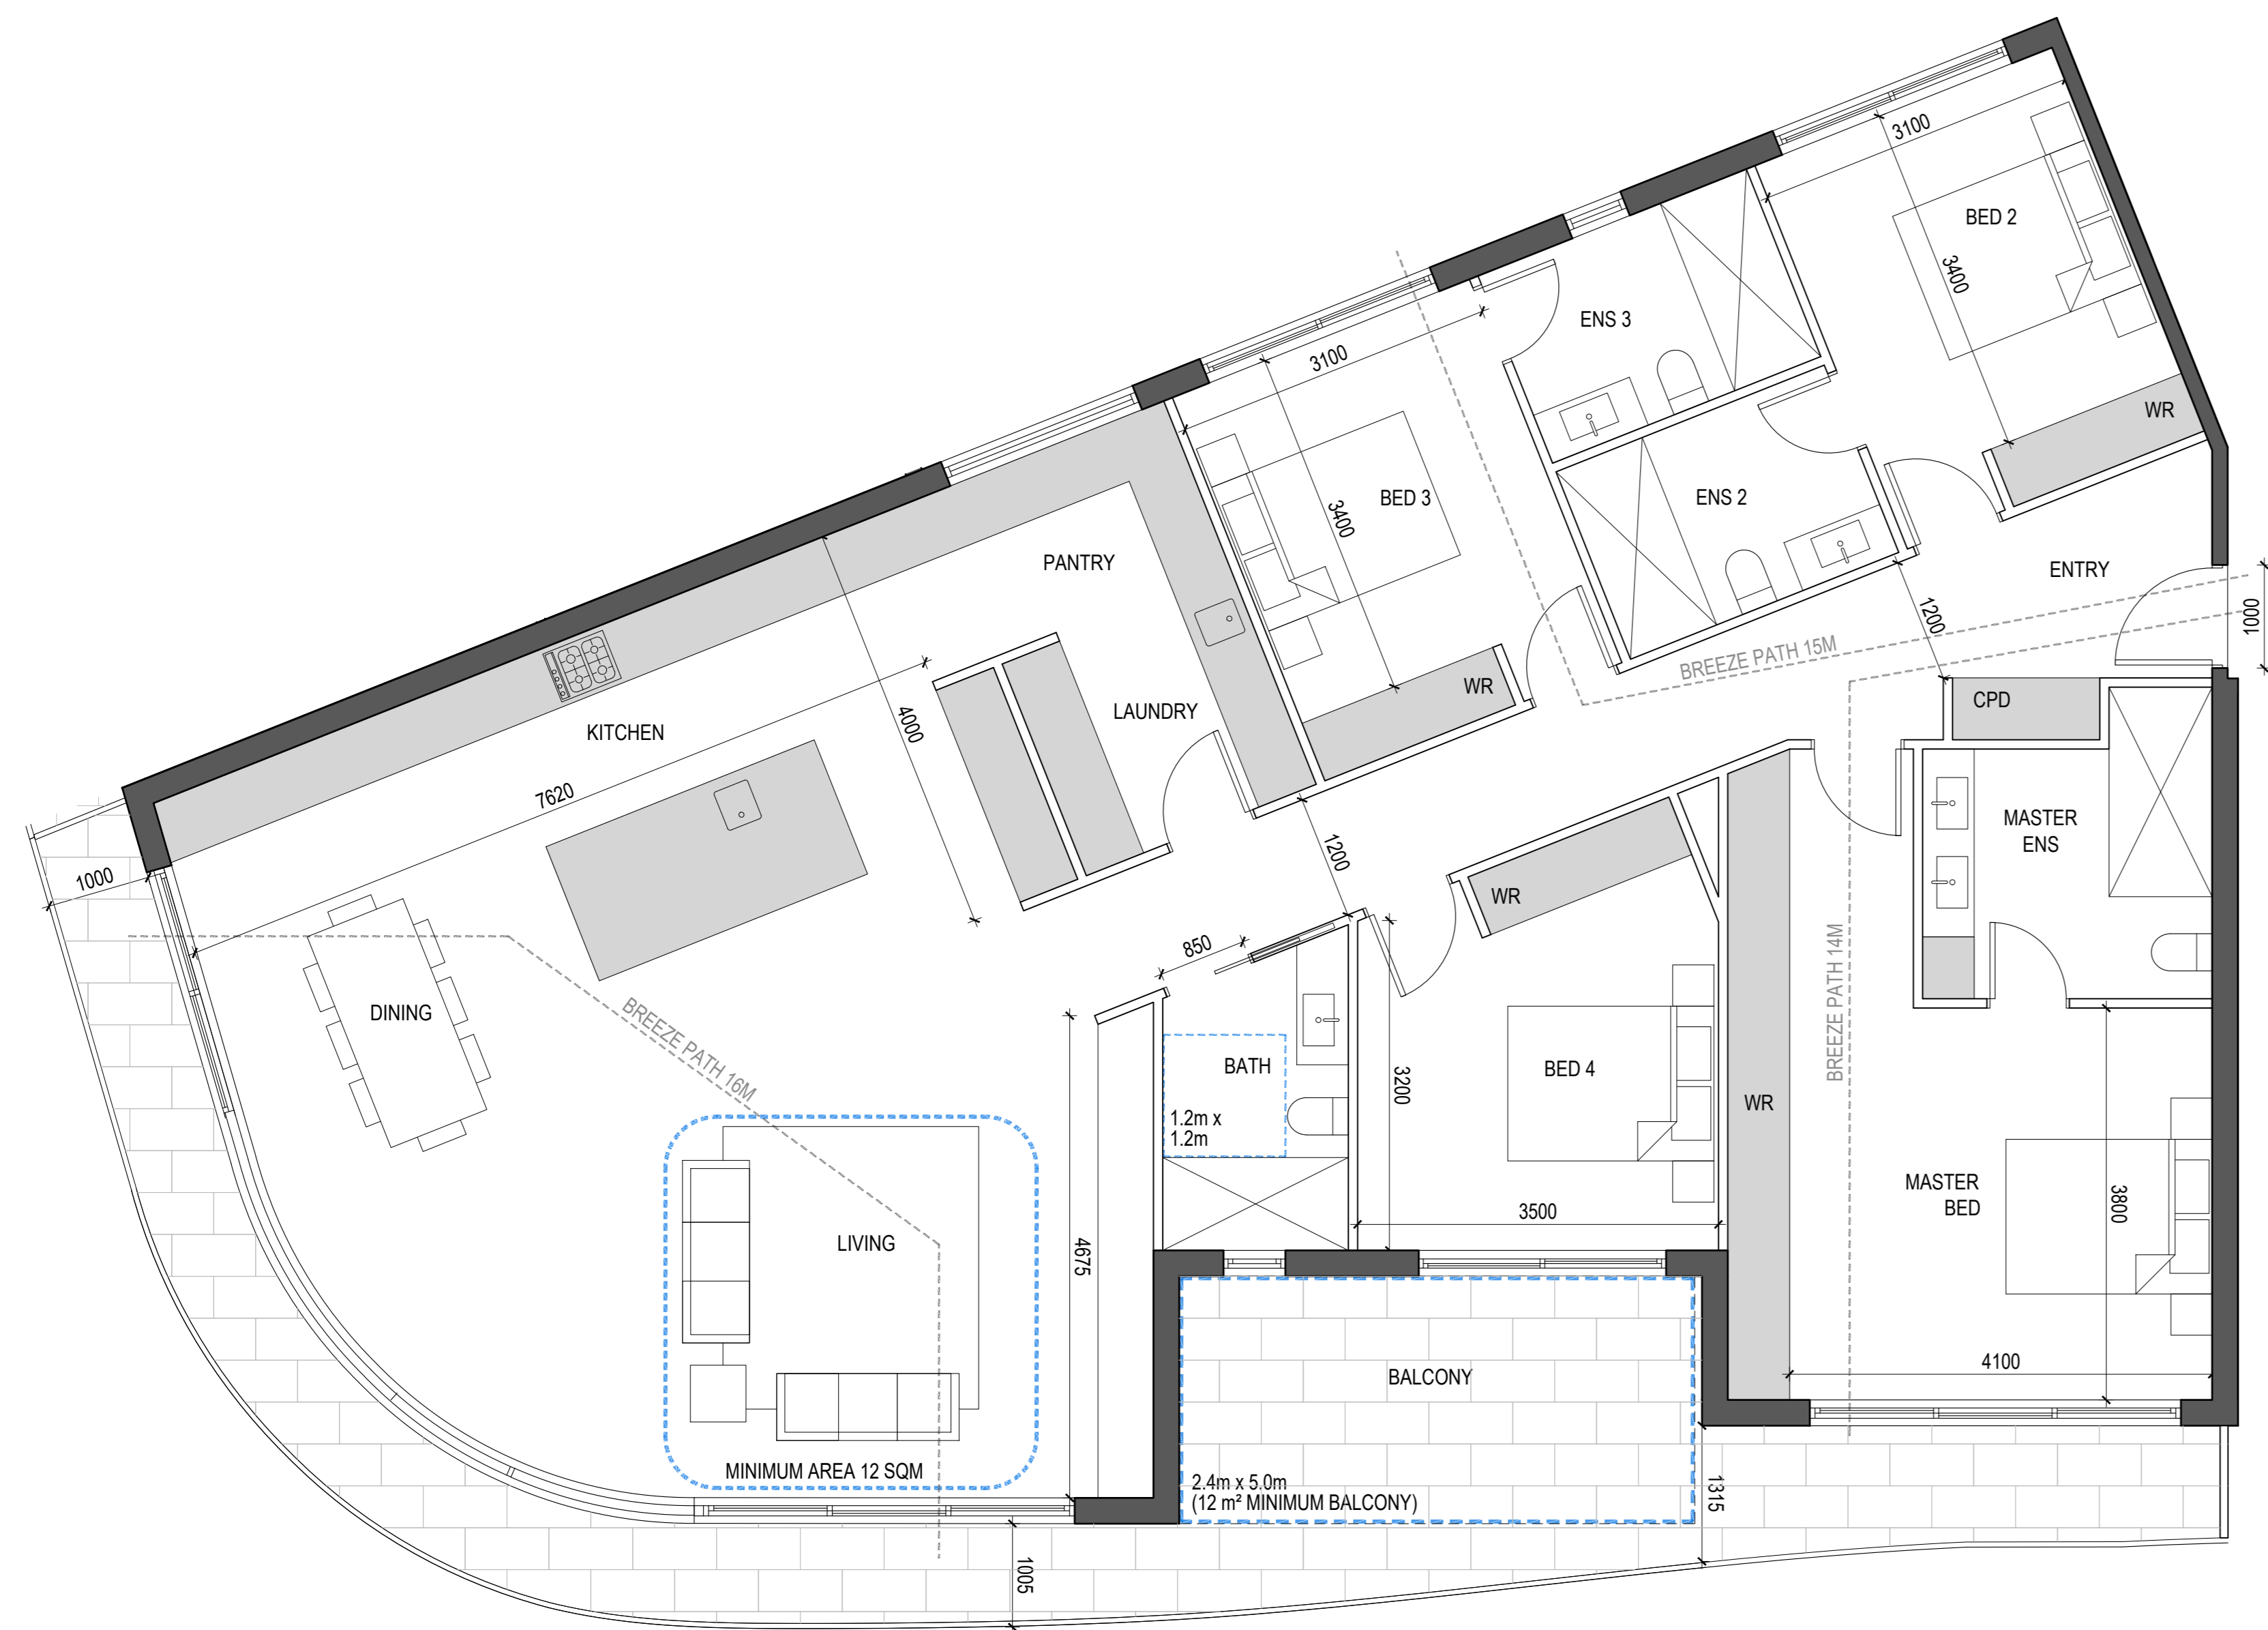 3100
BED 2
3400
WR
ENS 3
3100
BED 3
3400
ENS 2
ENTRY
1200
1000
BREEZE PATH 15M
WR
CPD
PANTRY
LAUNDRY
KITCHEN
4000
7620
1000
1200
WR
MASTER
ENS
850
DINING
BREEZE PATH 16M
BATH
1.2m x
1.2m
3200
BED 4
3500
WR
BREEZE PATH 14M
MASTER
BED
3800
4100
LIVING
4675
MINIMUM AREA 12 SQM
BALCONY
2.4m x 5.0m
(12 m² MINIMUM BALCONY)
1315
1005